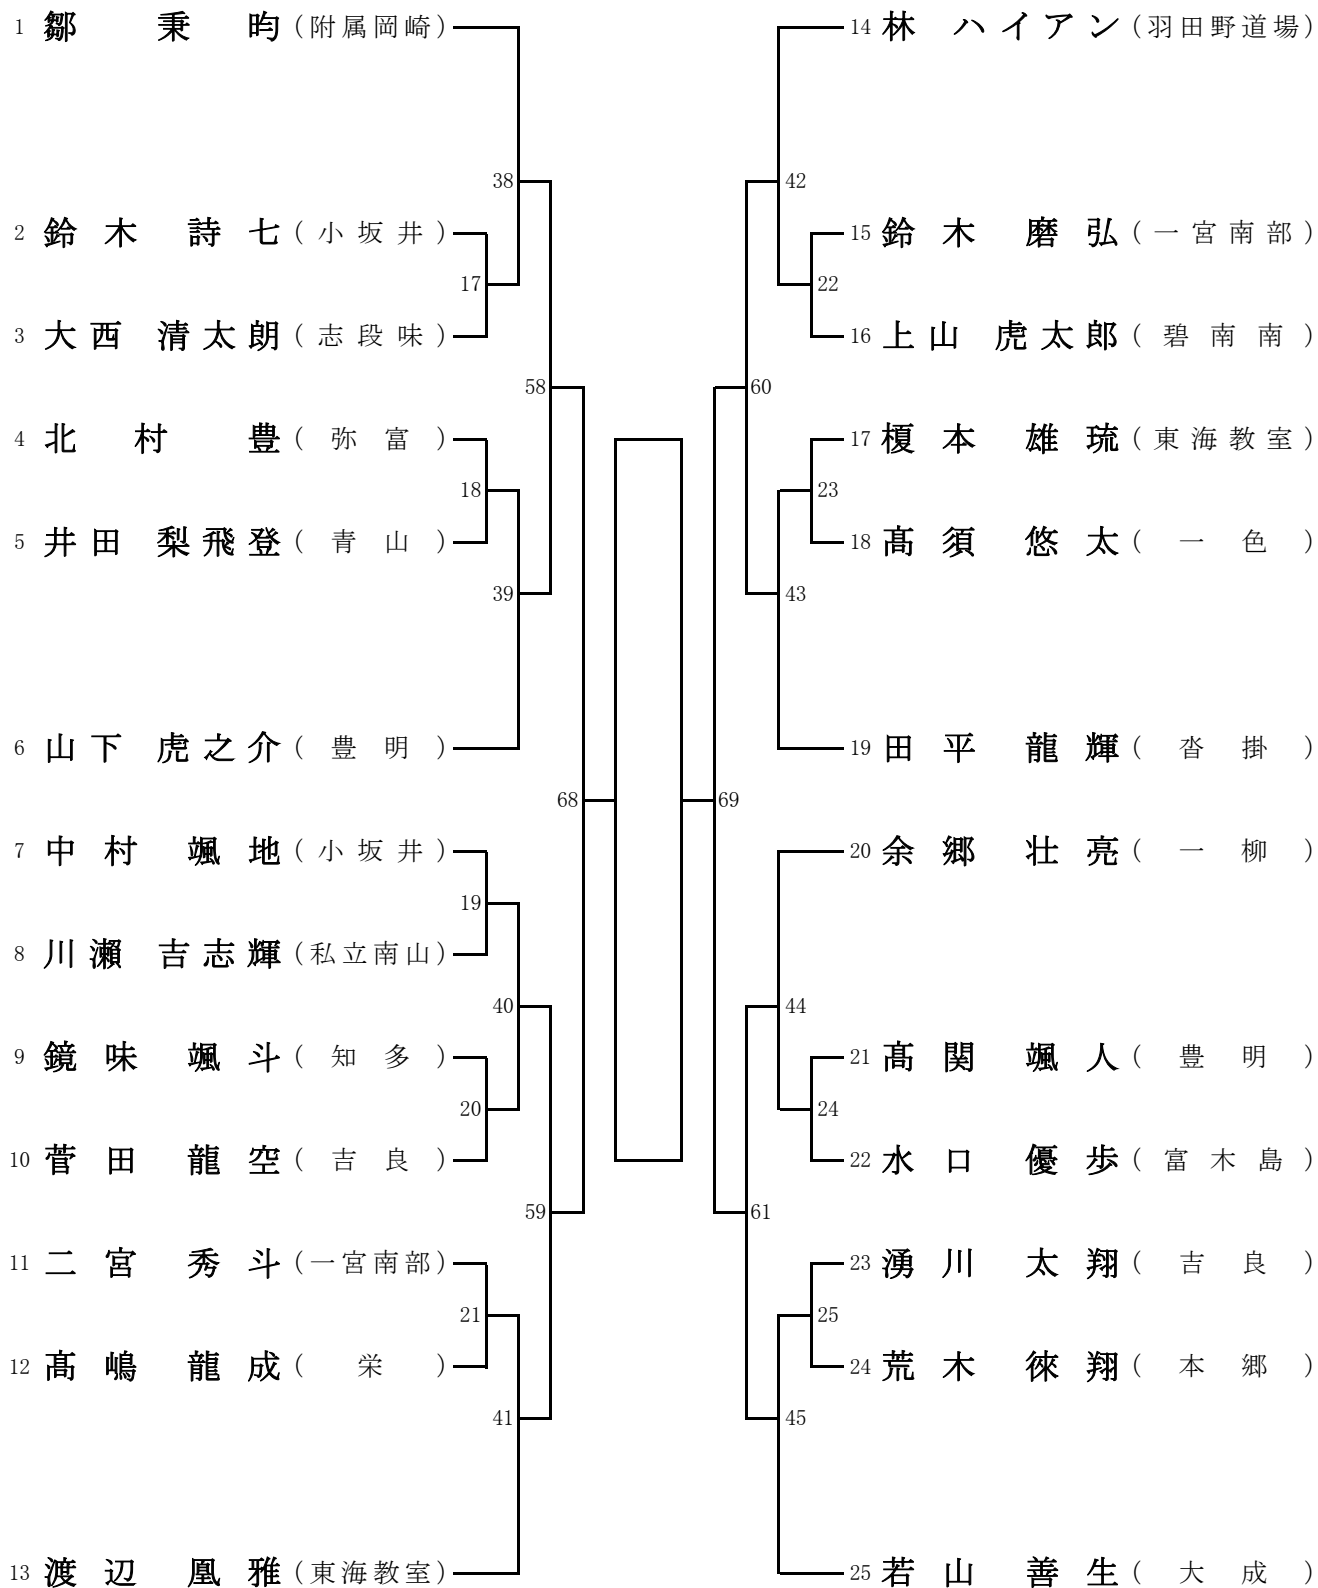 1 鄒 秉 昀 (附属岡崎)
38
2 鈴木 詩七 (小坂井)
17
3 大西 清太朗 (志段味)
58
4 北村 豊 (弥富)
18
5 井田 梨飛登 (青山)
39
6 山下 虎之介 (豊明)
68
7 中村 颯地 (小坂井)
19
8 川瀬 吉志輝 (私立南山)
40
9 鏡味 颯斗 (知多)
20
10 菅田 龍空 (吉良)
59
11 二宮 秀斗 (一宮南部)
21
12 髙嶋 龍成 (栄)
41
13 渡辺 凰雅 (東海教室)
14 林 ハイアン (羽田野道場)
42
15 鈴木 磨弘 (一宮南部)
22
16 上山 虎太郎 (碧南南)
60
17 榎本 雄琉 (東海教室)
23
18 髙須 悠太 (一色)
43
19 田平 龍輝 (沓掛)
69
20 余郷 壮亮 (一柳)
44
21 髙関 颯人 (豊明)
24
22 水口 優歩 (富木島)
61
23 湧川 太翔 (吉良)
25
24 荒木 徠翔 (本郷)
45
25 若山 善生 (大成)